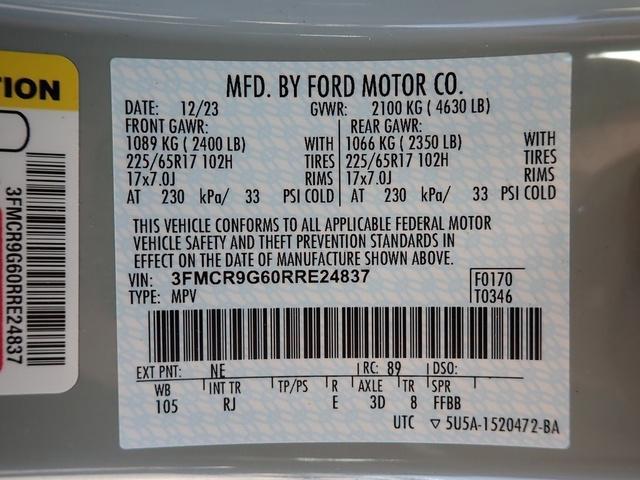 TION
3FMCR9G60RRE24837
MFD. BY FORD MOTOR CO.
DATE: 12/23 GVWR: 2100 KG ( 4630 LB)
FRONT GAWR: REAR GAWR:
1089 KG ( 2400 LB) WITH 1066 KG ( 2350 LB) WITH
225/65R17 102H TIRES 225/65R17 102H TIRES
17x7.0J RIMS 17x7.0J RIMS
AT 230 kPa/ 33 PSI COLD AT 230 kPa/ 33 PSI COLD
THIS VEHICLE CONFORMS TO ALL APPLICABLE FEDERAL MOTOR
VEHICLE SAFETY AND THEFT PREVENTION STANDARDS IN
EFFECT ON THE DATE OF MANUFACTURE SHOWN ABOVE.
VIN: 3FMCR9G60RRE24837 F0170
TYPE: MPV T0346
EXT PNT: NE RC: 89 DSO:
WB INT TR TP/PS R AXLE TR SPR
105 RJ E 3D 8 FFBB
UTC ▽ 5U5A-1520472-BA